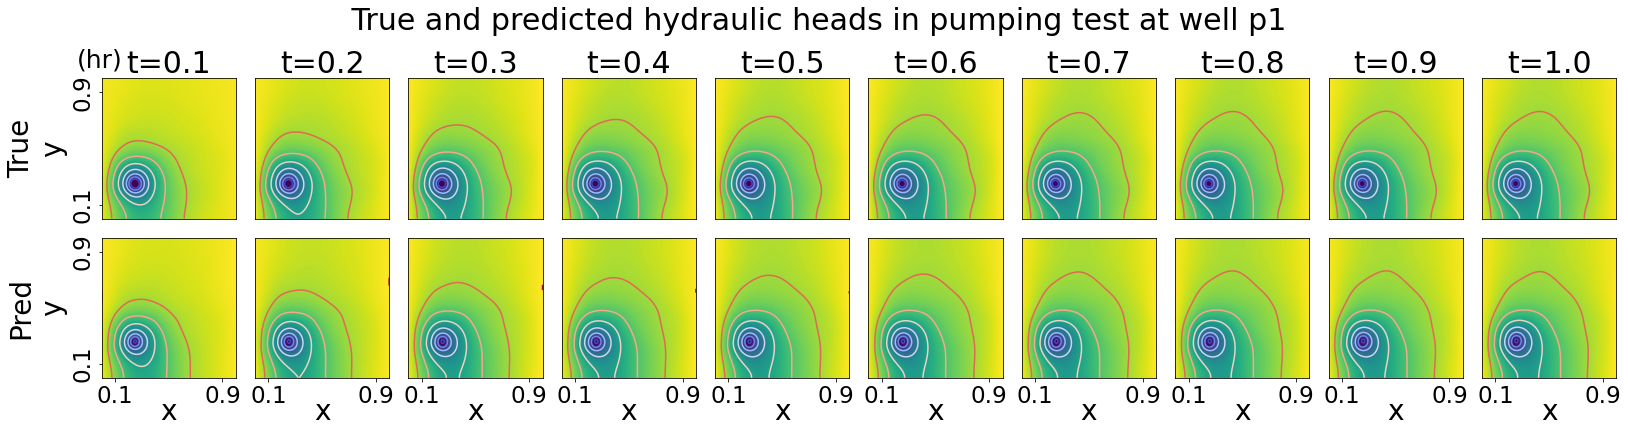 True and predicted hydraulic heads in pumping test at well p1
(hr) t=0.1 t=0.2 t=0.3 t=0.4 t=0.5 t=0.6 t=0.7 t=0.8 t=0.9 t=1.0
True
y
0.9
0.1
Pred
y
0.9
0.1
0.1 0.9 0.1 0.9 0.1 0.9 0.1 0.9 0.1 0.9 0.1 0.9 0.1 0.9 0.1 0.9 0.1 0.9 0.1 0.9
x x x x x x x x x x